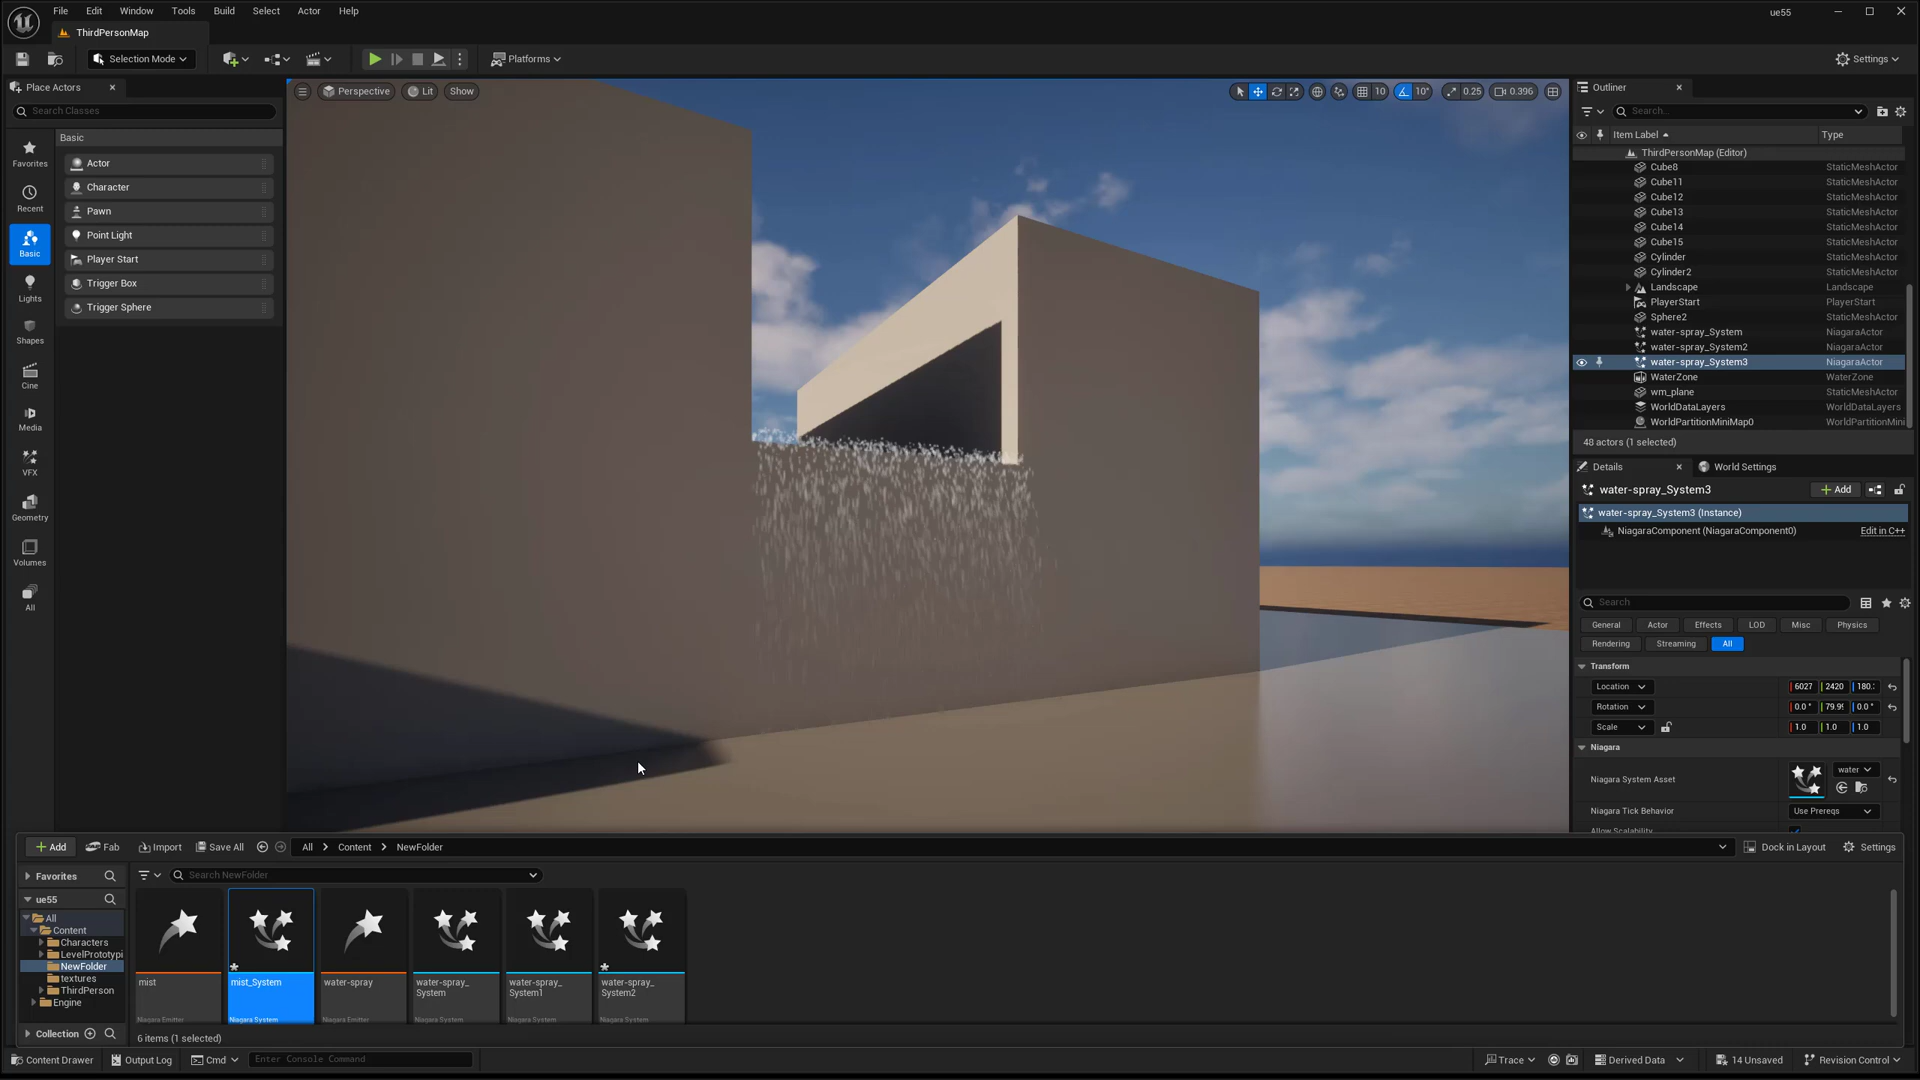 File Edit Window Tools Build Select Actor Help
ue55
ThirdPersonMap
Selection Mode
Platforms
Settings
Place Actors
Search Classes
Favorites
Recent
Basic
Lights
Shapes
Cine
Media
VFX
Geometry
Volumes
All
Basic
Actor
Character
Pawn
Point Light
Player Start
Trigger Box
Trigger Sphere
Perspective Lit Show
10 10° 0.25 0.396
Outliner
Search...
Item Label Type
ThirdPersonMap (Editor)
Cube8 StaticMeshActor
Cube11 StaticMeshActor
Cube12 StaticMeshActor
Cube13 StaticMeshActor
Cube14 StaticMeshActor
Cube15 StaticMeshActor
Cylinder StaticMeshActor
Cylinder2 StaticMeshActor
Landscape Landscape
PlayerStart PlayerStart
Sphere2 StaticMeshActor
water-spray_System NiagaraActor
water-spray_System2 NiagaraActor
water-spray_System3 NiagaraActor
WaterZone WaterZone
wm_plane StaticMeshActor
WorldDataLayers WorldDataLayers
WorldPartitionMiniMap0 WorldPartitionMini
48 actors (1 selected)
Details World Settings
water-spray_System3 Add
water-spray_System3 (Instance)
NiagaraComponent (NiagaraComponent0) Edit in C++
Search
General Actor Effects LOD Misc Physics
Rendering Streaming All
Transform
Location 6027 2420 180.
Rotation 0.0° 79.9 0.0°
Scale 1.0 1.0 1.0
Niagara
Niagara System Asset water
Niagara Tick Behavior Use Prereqs
Allow Scalability
Add Fab Import Save All All Content NewFolder Dock in Layout Settings
Favorites
ue55
All
Content
Characters
LevelPrototypi
NewFolder
textures
ThirdPerson
Engine
Collection
Search NewFolder
mist
Niagara Emitter
mist_System
Niagara System
water-spray
Niagara Emitter
water-spray_
System
Niagara System
water-spray_
System1
Niagara System
water-spray_
System2
Niagara System
6 items (1 selected)
Content Drawer Output Log Cmd Enter Console Command Trace Derived Data 14 Unsaved Revision Control